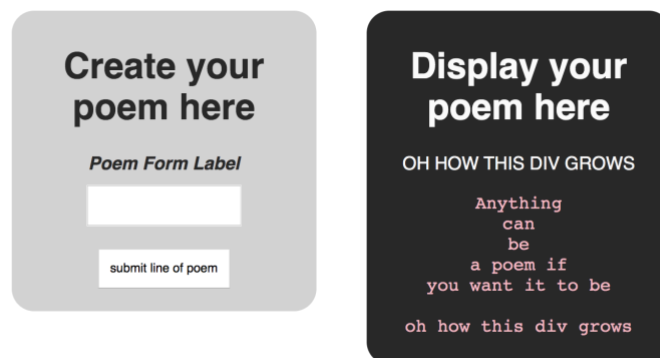 Create your
poem here
Poem Form Label
submit line of poem
Display your
poem here
OH HOW THIS DIV GROWS
Anything
can
be
a poem if
you want it to be
oh how this div grows